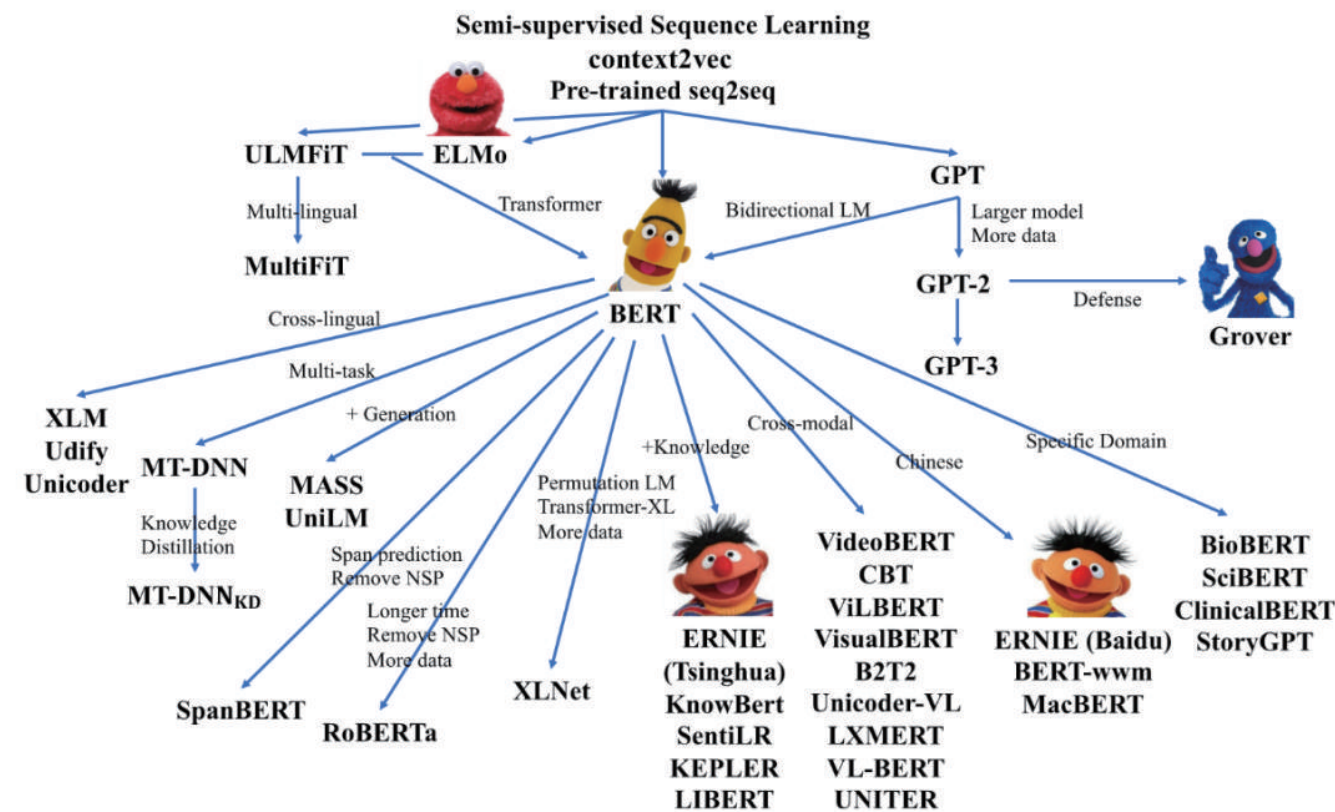 Semi-supervised Sequence Learning
context2vec
Pre-trained seq2seq
ULMFiT
ELMo
GPT
Multi-lingual
Transformer
Bidirectional LM
Larger model
More data
MultiFiT
GPT-2
Defense
BERT
Grover
Cross-lingual
GPT-3
Multi-task
XLM
Udify
Unicoder
+ Generation
Cross-modal
Specific Domain
MT-DNN
+Knowledge
Chinese
MASS
UniLM
Permutation LM
Transformer-XL
More data
Knowledge
Distillation
Span prediction
Remove NSP
MT-DNNKD
Longer time
Remove NSP
More data
SpanBERT
RoBERTa
XLNet
ERNIE
(Tsinghua)
KnowBert
SentiLR
KEPLER
LIBERT
VideoBERT
CBT
ViLBERT
VisualBERT
B2T2
Unicoder-VL
LXMERT
VL-BERT
UNITER
ERNIE (Baidu)
BERT-wwm
MacBERT
BioBERT
SciBERT
ClinicalBERT
StoryGPT